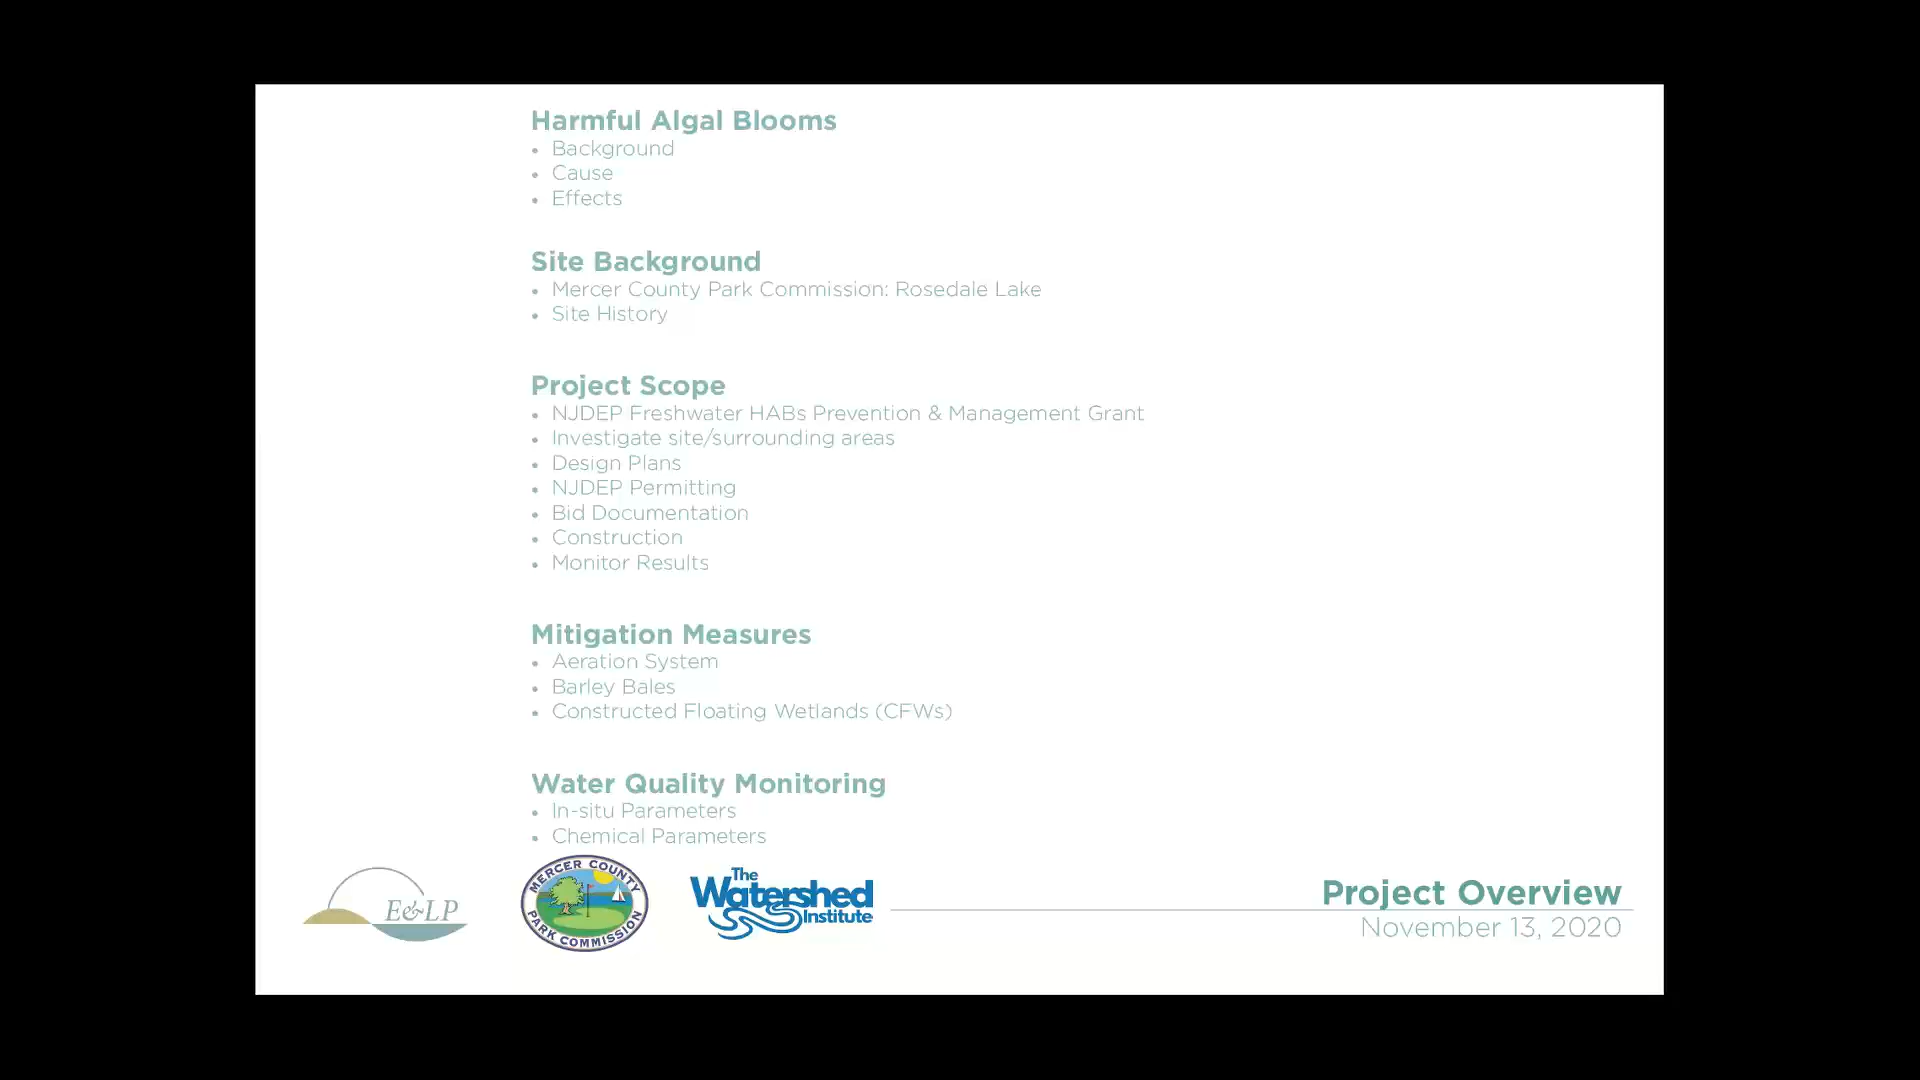 Harmful Algal Blooms
• Background
• Cause
• Effects
Site Background
• Mercer County Park Commission: Rosedale Lake
• Site History
Project Scope
• NJDEP Freshwater HABs Prevention & Management Grant
• Investigate site/surrounding areas
• Design Plans
• NJDEP Permitting
• Bid Documentation
• Construction
• Monitor Results
Mitigation Measures
• Aeration System
• Barley Bales
• Constructed Floating Wetlands (CFWs)
Water Quality Monitoring
• In-situ Parameters
• Chemical Parameters
E&LP
MERCER COUNTY
PARK COMMISSION
The
Watershed
Institute
Project Overview
November 13, 2020